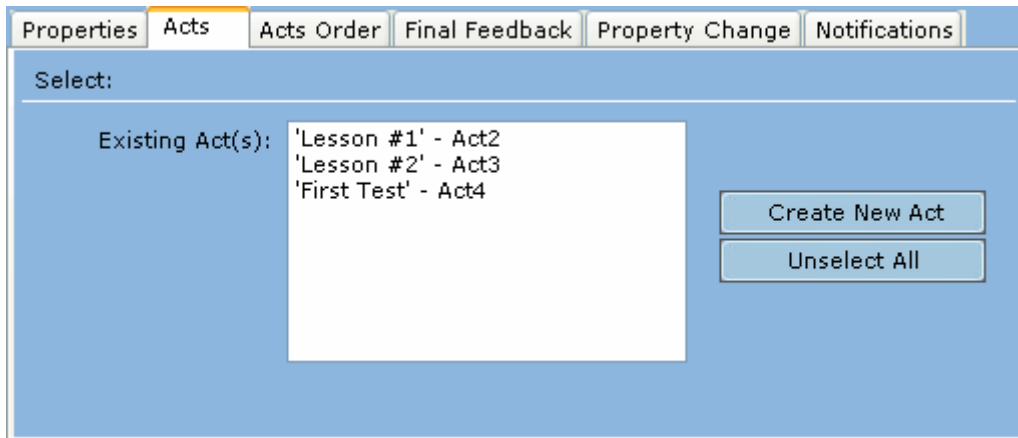 Properties Acts Acts Order Final Feedback Property Change Notifications
Select:
Existing Act(s):
'Lesson #1' - Act2
'Lesson #2' - Act3
'First Test' - Act4
Create New Act
Unselect All